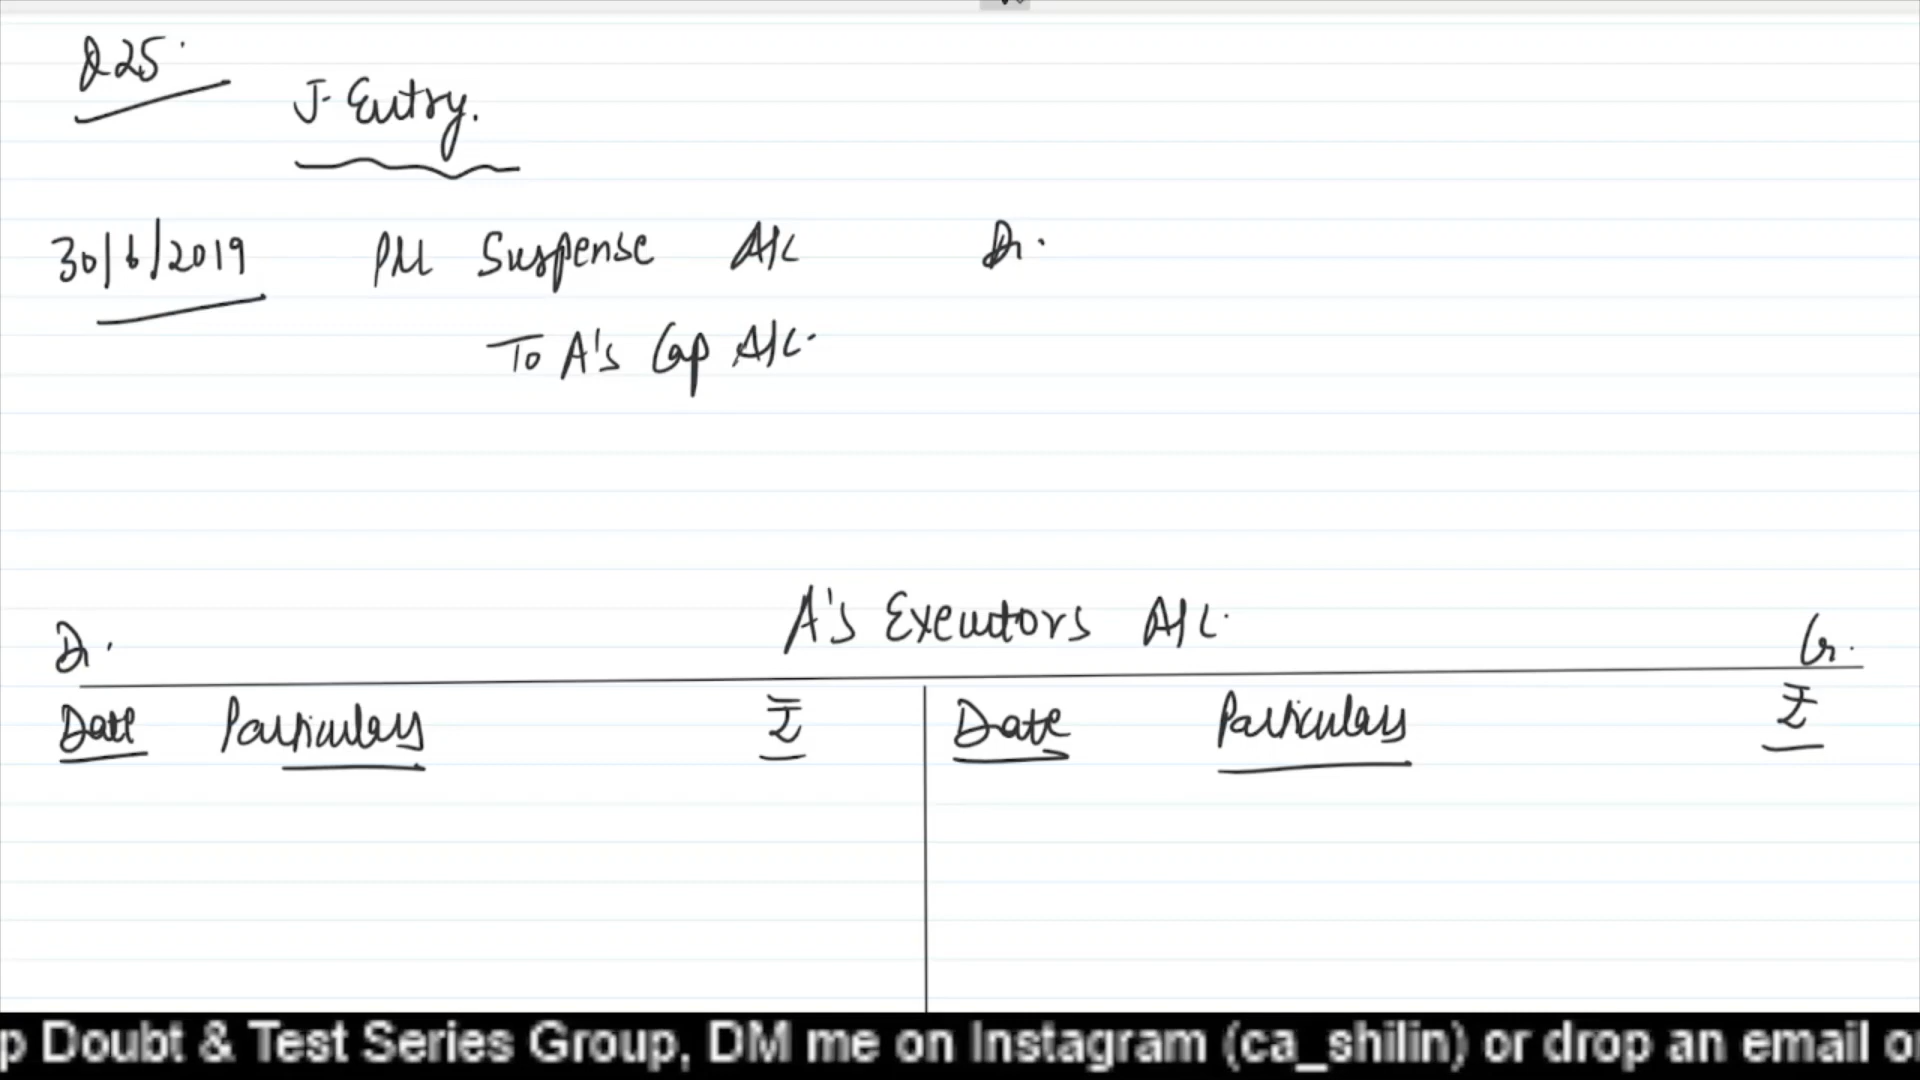 Q25.
J-Entry.
30/6/2019 P/L Suspense A/c Dr.
To A's Cap A/c.
A's Executors A/c.
Dr. Cr.
Date Particulars ₹ Date Particulars ₹
p Doubt & Test Series Group, DM me on Instagram (ca_shilin) or drop an email o